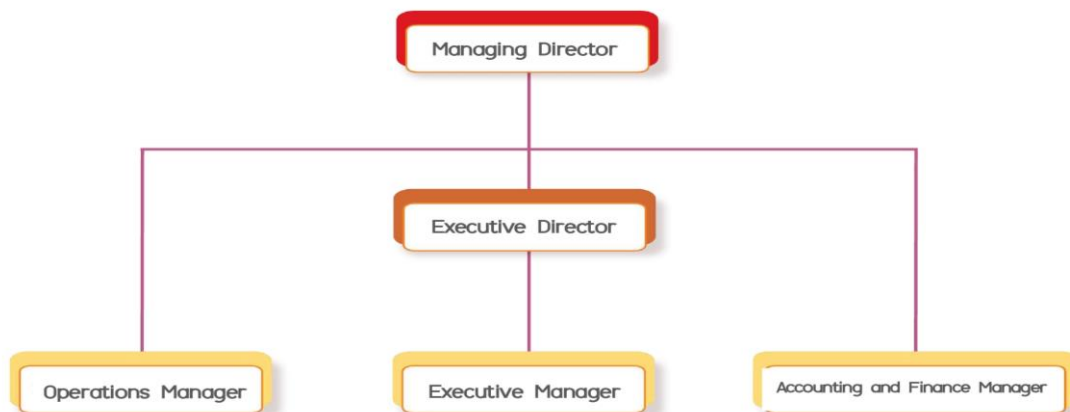 Managing Director
Executive Director
Operations Manager
Executive Manager
Accounting and Finance Manager